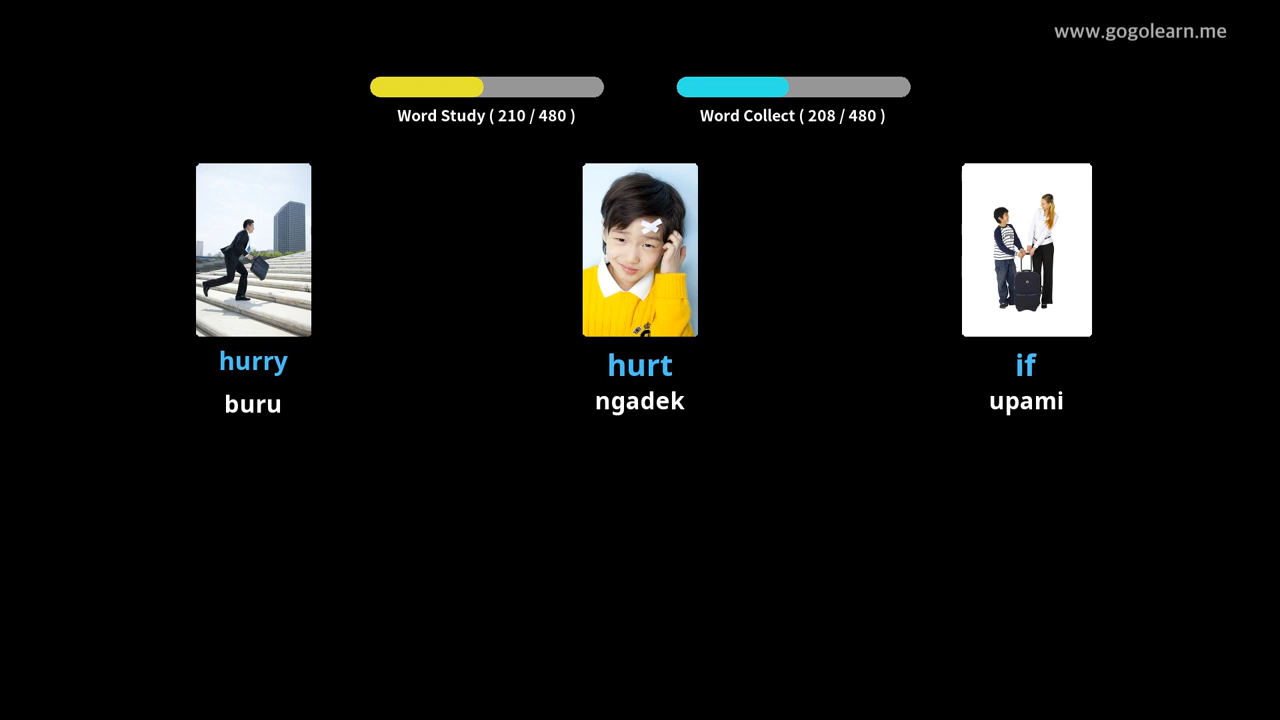 www.gogolearn.me
Word Study ( 210 / 480 )
Word Collect ( 208 / 480 )
hurry
buru
hurt
ngadek
if
upami